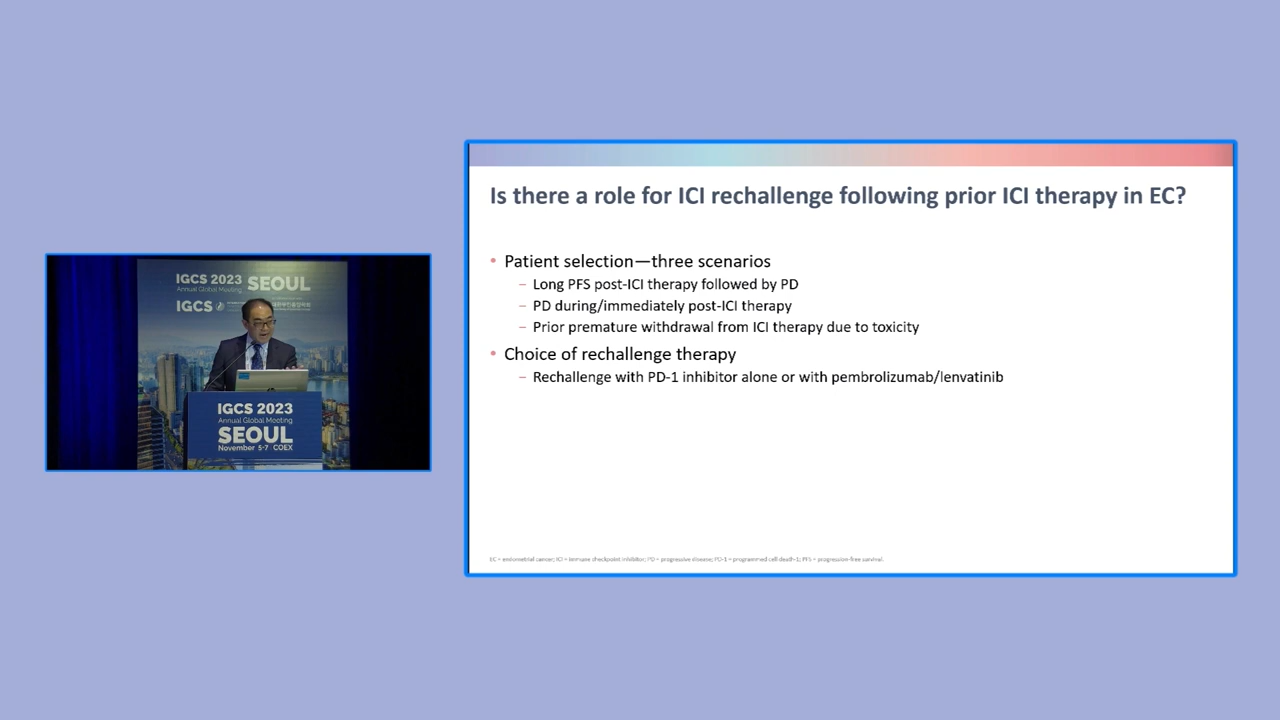 IGCS 2023
Annual Global Meeting
SEOUL
IGCS
IGCS 2023
Annual Global Meeting
SEOUL
November 5-7 COEX
Is there a role for ICI rechallenge following prior ICI therapy in EC?
• Patient selection—three scenarios
– Long PFS post-ICI therapy followed by PD
– PD during/immediately post-ICI therapy
– Prior premature withdrawal from ICI therapy due to toxicity
• Choice of rechallenge therapy
– Rechallenge with PD-1 inhibitor alone or with pembrolizumab/lenvatinib
EC = endometrial cancer; ICI = immune checkpoint inhibitor; PD = progressive disease; PD-1 = programmed cell death-1; PFS = progression-free survival.